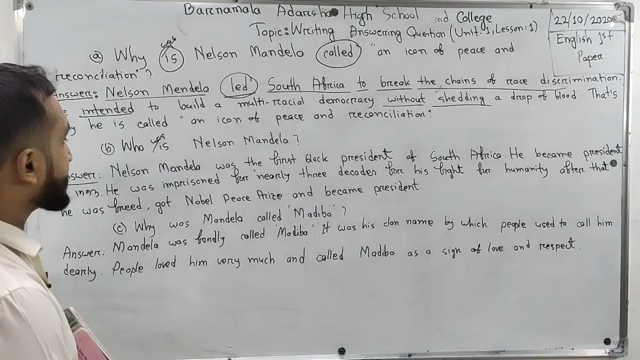 Barnamala Adarsha High School and College
Topic: Writing Answering Question (Unit: 1, Lesson: 1)
22/10/2020
English 1st
Paper
a) Why was is Nelson Mandela called "an icon of peace and
reconciliation"?
Answer: Nelson Mendela led South Africa to break the chains of race discrimination.
intended to build a multi-racial democracy without shedding a drop of blood. That's
he is called "an icon of peace and reconciliation."
b) Who is Nelson Mandela?
Answer: Nelson Mandela was the first black president of South Africa. He became president
in He was imprisoned for nearly three decades for his fight for humanity after that
he was freed, got Nobel Peace Prize and became president.
c) Why was Mandela called 'Madiba'?
Answer: Mandela was fondly called 'Madiba'. It was his clan name by which people used to call him
dearly. People loved him very much and called Madiba as a sign of love and respect.